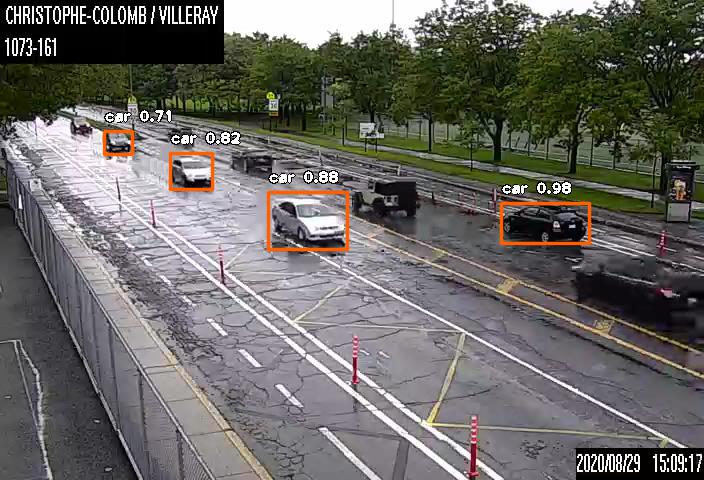 CHRISTOPHE-COLOMB / VILLERAY
1073-161
car 0.71
car 0.82
car 0.88
car 0.98
2020/08/29 15:09:17